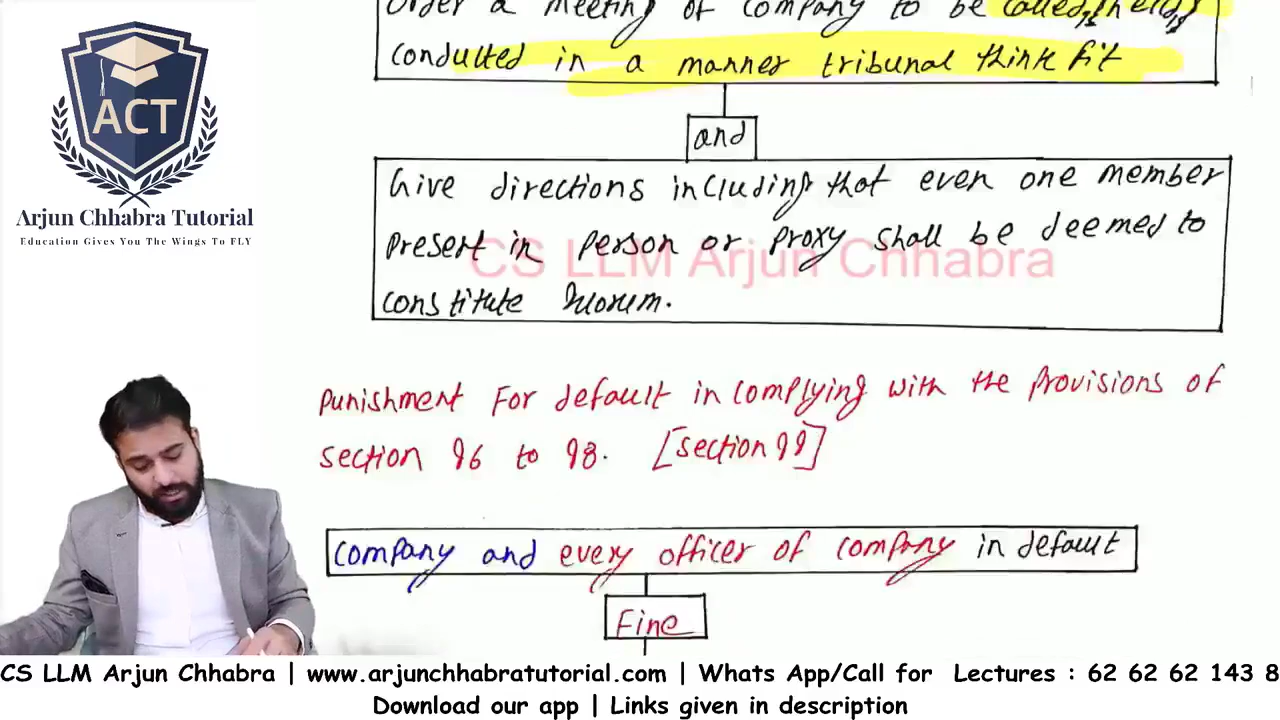 Order a meeting of company to be called, held,
conducted in a manner tribunal think fit
and
Give directions including that even one member
present in person or proxy shall be deemed to
constitute quorum.
CS LLM Arjun Chhabra
Punishment for default in complying with the provisions of
section 96 to 98. [section 99]
company and every officer of company in default
Fine
ACT
Arjun Chhabra Tutorial
Education Gives You The Wings To FLY
CS LLM Arjun Chhabra | www.arjunchhabratutorial.com | Whats App/Call for Lectures : 62 62 62 143 8
Download our app | Links given in description